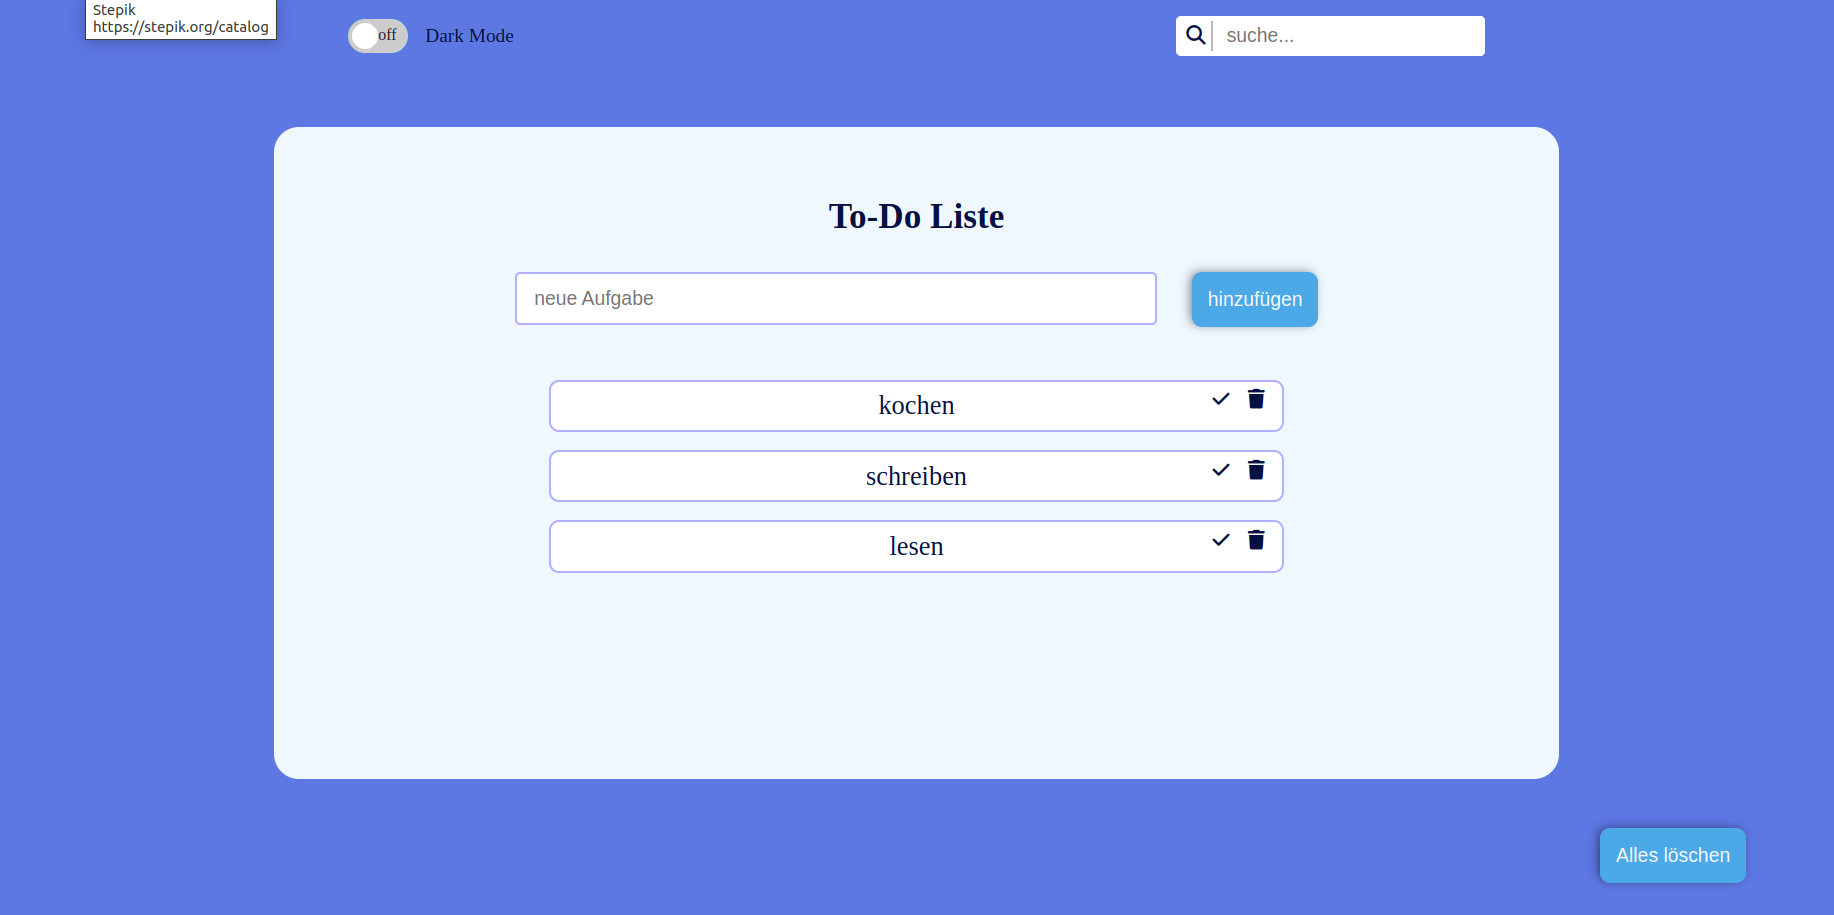 Stepik
https://stepik.org/catalog
off Dark Mode
suche...
To-Do Liste
neue Aufgabe
hinzufügen
kochen
schreiben
lesen
Alles löschen